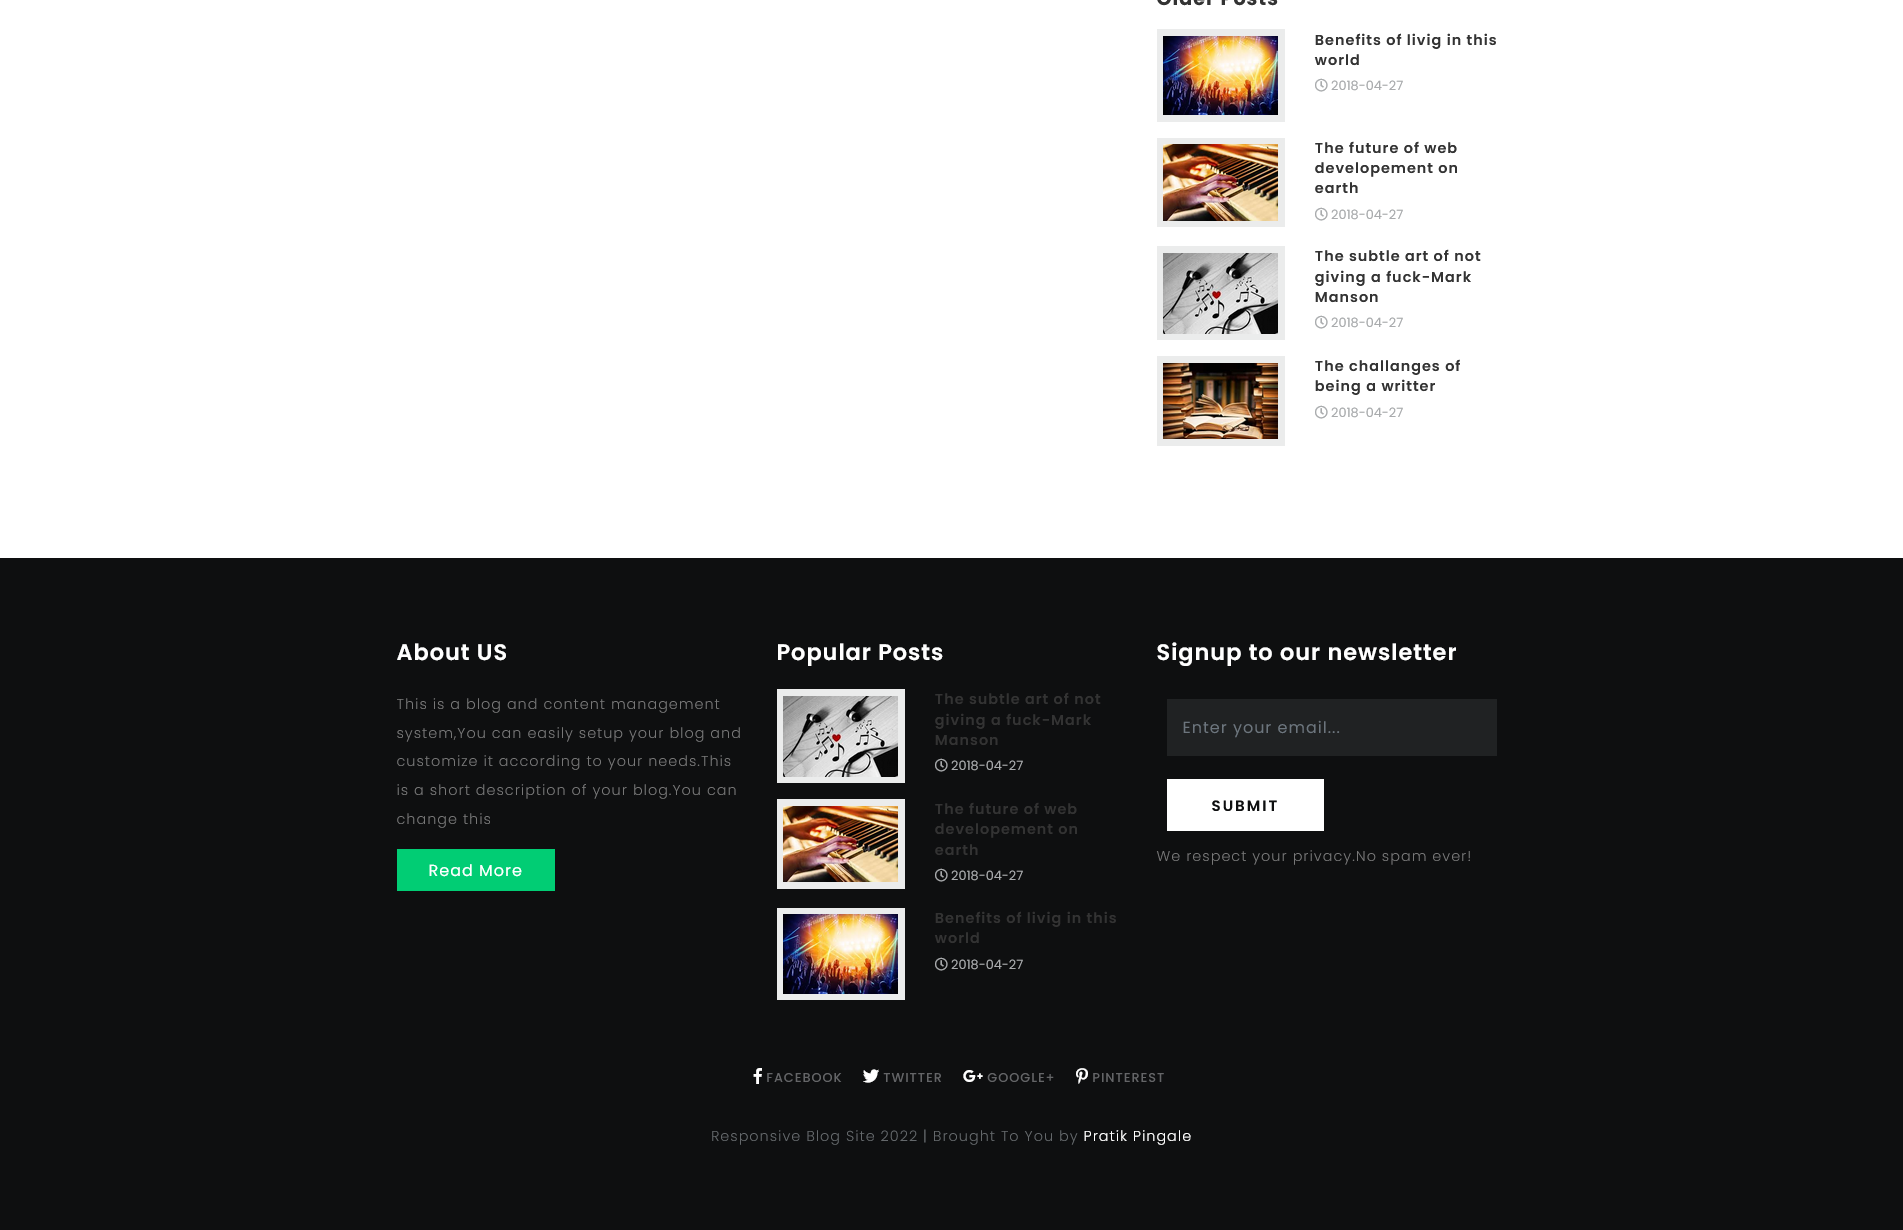 Older Posts
Benefits of livig in this
world
2018-04-27
The future of web
developement on
earth
2018-04-27
The subtle art of not
giving a fuck-Mark
Manson
2018-04-27
The challanges of
being a writter
2018-04-27
About US
This is a blog and content management
system,You can easily setup your blog and
customize it according to your needs.This
is a short description of your blog.You can
change this
Read More
Popular Posts
The subtle art of not
giving a fuck-Mark
Manson
2018-04-27
The future of web
developement on
earth
2018-04-27
Benefits of livig in this
world
2018-04-27
Signup to our newsletter
Enter your email...
SUBMIT
We respect your privacy.No spam ever!
FACEBOOK TWITTER GOOGLE+ PINTEREST
Responsive Blog Site 2022 | Brought To You by Pratik Pingale